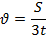 ϑ = S / 3t